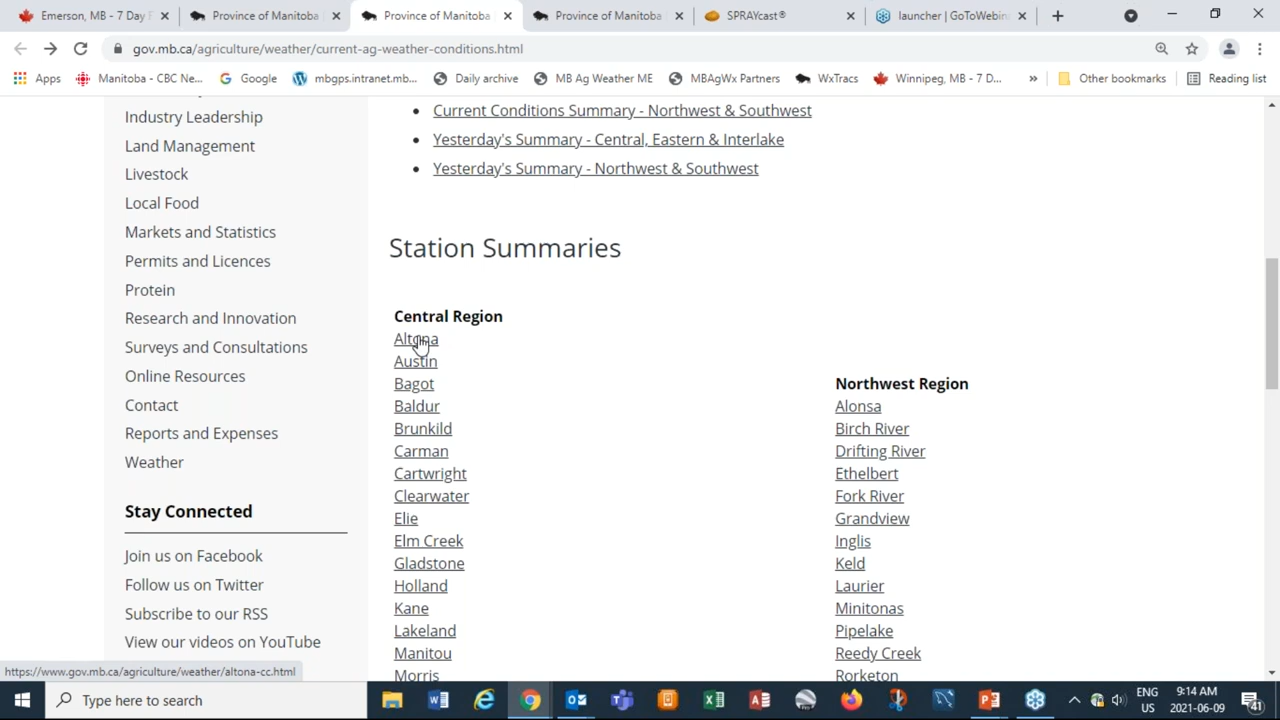 Emerson, MB - 7 Day F
Province of Manitoba
Province of Manitoba
Province of Manitoba
SPRAYcast®
launcher | GoToWebin
gov.mb.ca/agriculture/weather/current-ag-weather-conditions.html
Apps
Manitoba - CBC Ne...
Google
mbgps.intranet.mb...
Daily archive
MB Ag Weather ME
MBAgWx Partners
WxTracs
Winnipeg, MB - 7 D...
»
Other bookmarks
Reading list
Industry Leadership
Land Management
Livestock
Local Food
Markets and Statistics
Permits and Licences
Protein
Research and Innovation
Surveys and Consultations
Online Resources
Contact
Reports and Expenses
Weather
Stay Connected
Join us on Facebook
Follow us on Twitter
Subscribe to our RSS
View our videos on YouTube
Current Conditions Summary - Northwest & Southwest
Yesterday's Summary - Central, Eastern & Interlake
Yesterday's Summary - Northwest & Southwest
Station Summaries
Central Region
Altona
Austin
Bagot
Baldur
Brunkild
Carman
Cartwright
Clearwater
Elie
Elm Creek
Gladstone
Holland
Kane
Lakeland
Manitou
Morris
Northwest Region
Alonsa
Birch River
Drifting River
Ethelbert
Fork River
Grandview
Inglis
Keld
Laurier
Minitonas
Pipelake
Reedy Creek
Rorketon
https://www.gov.mb.ca/agriculture/weather/altona-cc.html
Type here to search
ENG
US
9:14 AM
2021-06-09
41